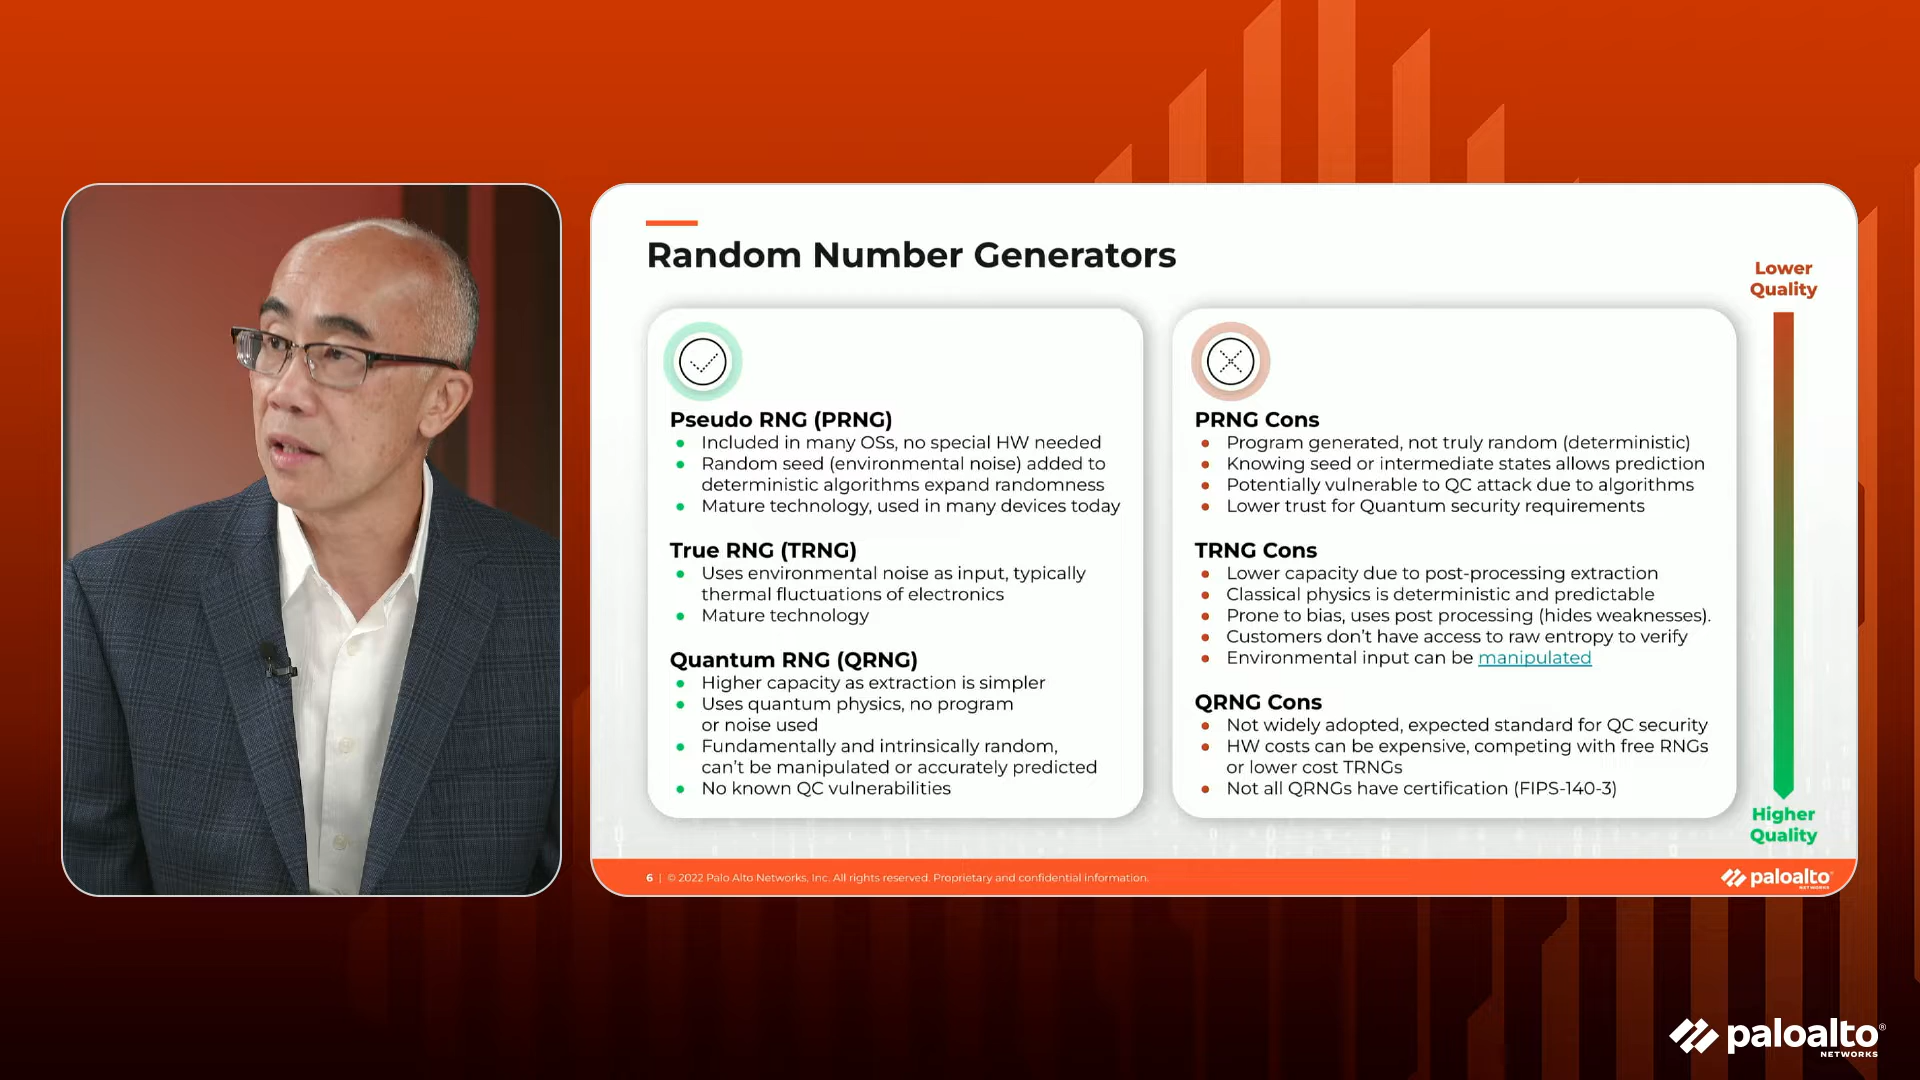 Random Number Generators
Lower
Quality
Pseudo RNG (PRNG)
Included in many OSs, no special HW needed
Random seed (environmental noise) added to
deterministic algorithms expand randomness
Mature technology, used in many devices today
True RNG (TRNG)
Uses environmental noise as input, typically
thermal fluctuations of electronics
Mature technology
Quantum RNG (QRNG)
Higher capacity as extraction is simpler
Uses quantum physics, no program
or noise used
Fundamentally and intrinsically random,
can't be manipulated or accurately predicted
No known QC vulnerabilities
PRNG Cons
Program generated, not truly random (deterministic)
Knowing seed or intermediate states allows prediction
Potentially vulnerable to QC attack due to algorithms
Lower trust for Quantum security requirements
TRNG Cons
Lower capacity due to post-processing extraction
Classical physics is deterministic and predictable
Prone to bias, uses post processing (hides weaknesses).
Customers don't have access to raw entropy to verify
Environmental input can be manipulated
QRNG Cons
Not widely adopted, expected standard for QC security
HW costs can be expensive, competing with free RNGs
or lower cost TRNGs
Not all QRNGs have certification (FIPS-140-3)
Higher
Quality
6 | © 2022 Palo Alto Networks, Inc. All rights reserved. Proprietary and confidential information.
paloalto
NETWORKS
paloalto®
NETWORKS